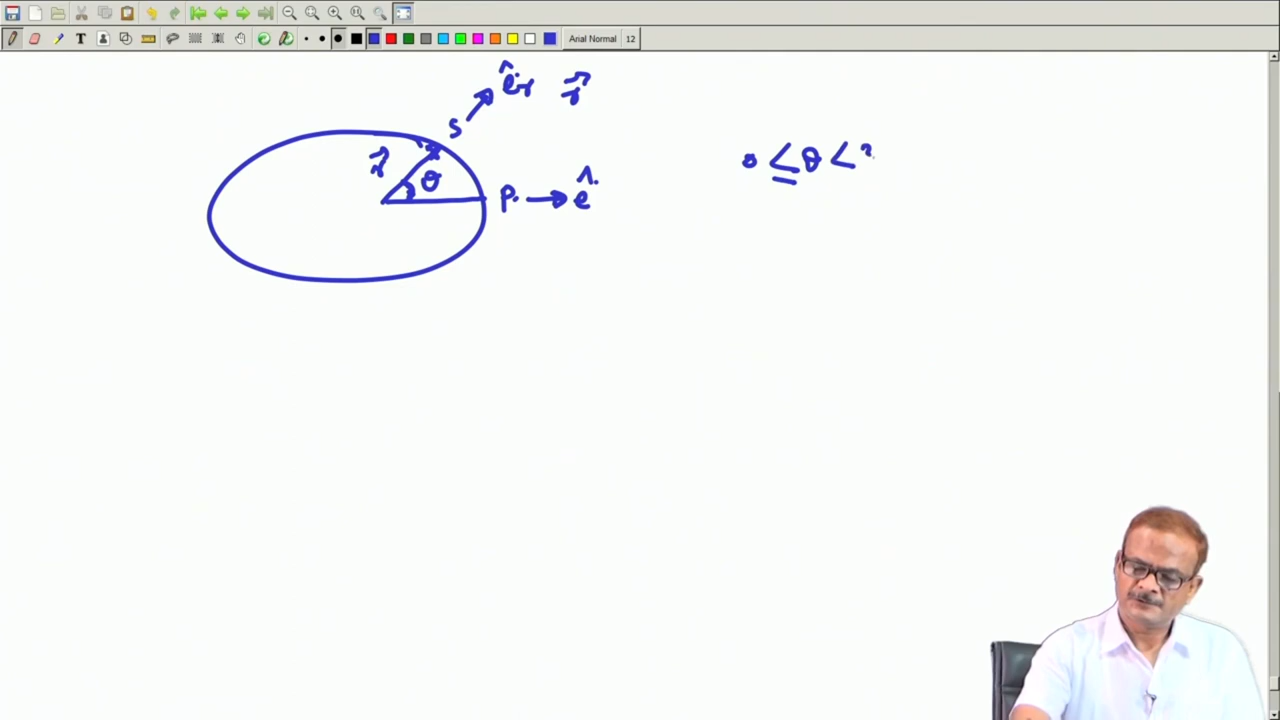 Arial Normal 12
T
ê_r r⃗
S
r⃗ θ
0 ≤ θ <
P. → ê